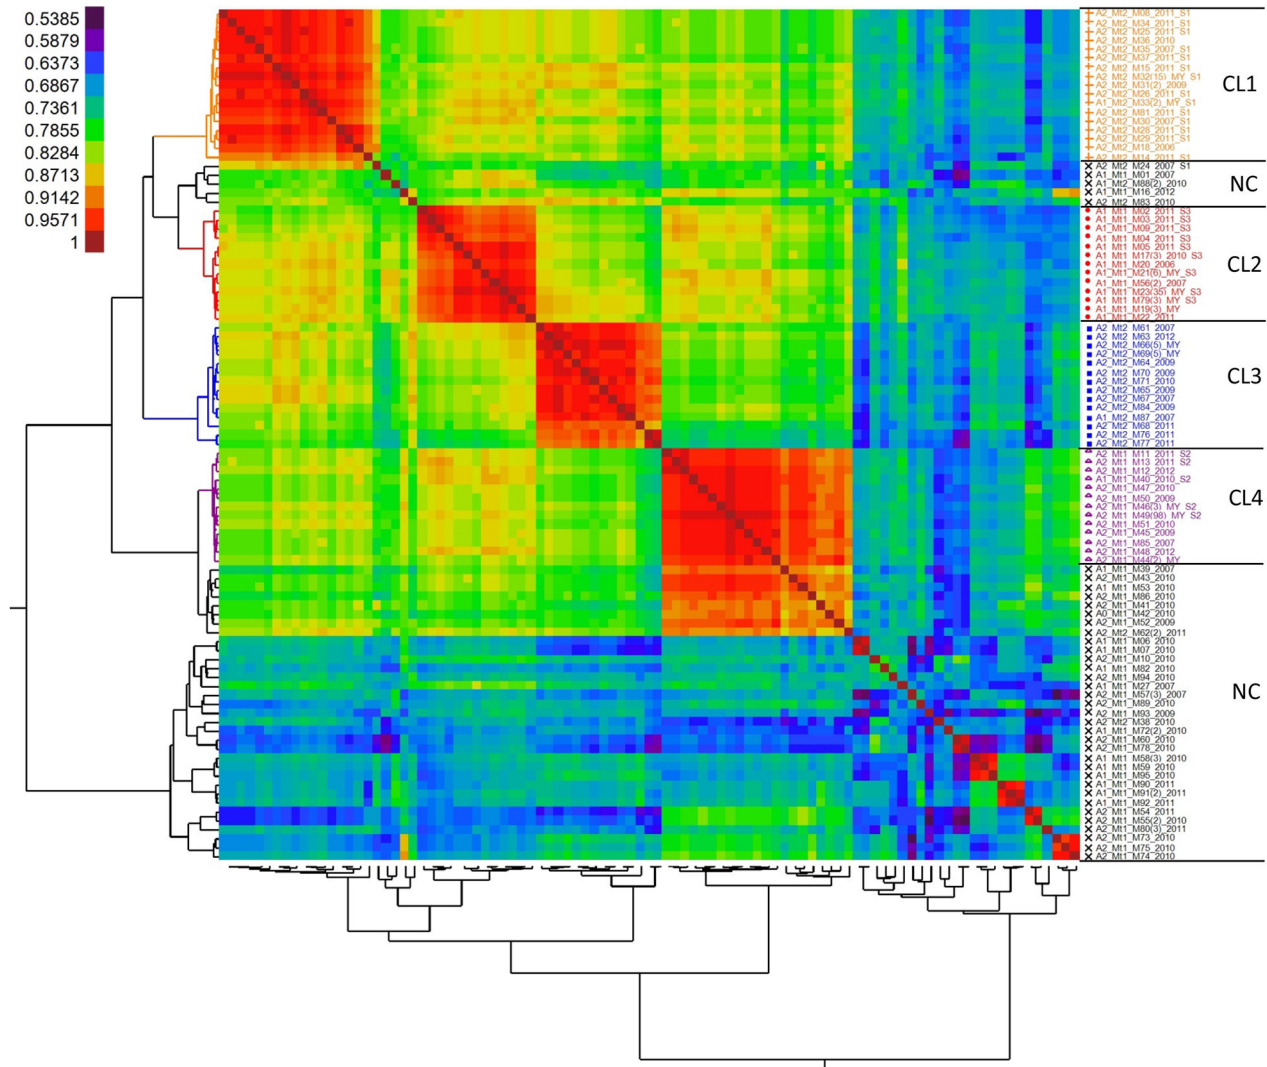 0.5385
0.5879
0.6373
0.6867
0.7361
0.7855
0.8284
0.8713
0.9142
0.9571
1
A2_Mt2_M08_2011_S1
A2_Mt2_M34_2011_S1
A2_Mt2_M25_2011_S1
A2_Mt2_M36_2010
A2_Mt2_M35_2007_S1
A2_Mt2_M37_2011_S1
A2_Mt2_M15_2011_S1
A2_Mt2_M32(15)_MY_S1
A2_Mt2_M31(2)_2009
A2_Mt2_M26_2011_S1
A1_Mt2_M33(2)_MY_S1
A2_Mt2_M81_2011_S1
A2_Mt2_M30_2007_S1
A2_Mt2_M28_2011_S1
A2_Mt2_M29_2011_S1
A2_Mt2_M18_2006
A2_Mt2_M14_2011_S1
CL1
A2_Mt2_M24_2007_S1
A1_Mt1_M01_2007
A1_Mt2_M88(2)_2010
A1_Mt1_M16_2012
A2_Mt2_M83_2010
NC
A1_Mt1_M02_2011_S3
A1_Mt1_M03_2011_S3
A1_Mt1_M09_2011_S3
A1_Mt1_M04_2011_S3
A1_Mt1_M05_2011_S3
A1_Mt1_M17(3)_2010_S3
A1_Mt1_M20_2006
A1_Mt1_M21(6)_MY_S3
A1_Mt1_M56(2)_2007
A1_Mt1_M23(35)_MY_S3
A1_Mt1_M79(3)_MY_S3
A1_Mt1_M19(3)_MY
A1_Mt1_M22_2011
CL2
A2_Mt2_M61_2007
A2_Mt2_M63_2012
A2_Mt2_M66(5)_MY
A2_Mt2_M69(5)_MY
A2_Mt2_M64_2009
A2_Mt2_M70_2009
A2_Mt2_M71_2010
A2_Mt2_M65_2009
A2_Mt2_M67_2007
A2_Mt2_M84_2009
A2_Mt2_M87_2007
A2_Mt2_M68_2011
A2_Mt2_M76_2011
A2_Mt2_M77_2011
CL3
A2_Mt1_M11_2011_S2
A2_Mt1_M13_2011_S2
A2_Mt1_M12_2012
A1_Mt1_M40_2010_S2
A2_Mt1_M47_2010
A2_Mt1_M50_2009
A2_Mt1_M46(3)_MY_S2
A2_Mt1_M49(98)_MY_S2
A2_Mt1_M51_2010
A2_Mt1_M45_2009
A2_Mt1_M85_2007
A2_Mt1_M48_2012
A2_Mt1_M44(2)_MY
CL4
A1_Mt1_M39_2007
A2_Mt1_M43_2010
A1_Mt1_M53_2010
A2_Mt1_M86_2010
A2_Mt1_M41_2010
A0_Mt1_M42_2010
A2_Mt1_M52_2009
A2_Mt2_M62(2)_2011
A1_Mt1_M06_2010
A1_Mt1_M07_2010
A2_Mt1_M10_2010
A1_Mt1_M82_2010
A2_Mt1_M94_2010
A1_Mt1_M27_2007
A2_Mt1_M57(3)_2007
A2_Mt1_M89_2010
A2_Mt1_M93_2009
A2_Mt2_M38_2010
A1_Mt1_M72(2)_2010
A2_Mt1_M60_2010
A2_Mt1_M78_2010
A1_Mt1_M58(3)_2010
A1_Mt1_M59_2010
A1_Mt1_M95_2010
A1_Mt1_M90_2011
A1_Mt1_M91(2)_2011
A1_Mt1_M92_2011
A2_Mt1_M54_2011
A2_Mt1_M55(2)_2010
A1_Mt1_M80(3)_2011
A2_Mt1_M73_2010
A2_Mt1_M75_2010
A2_Mt1_M74_2010
NC